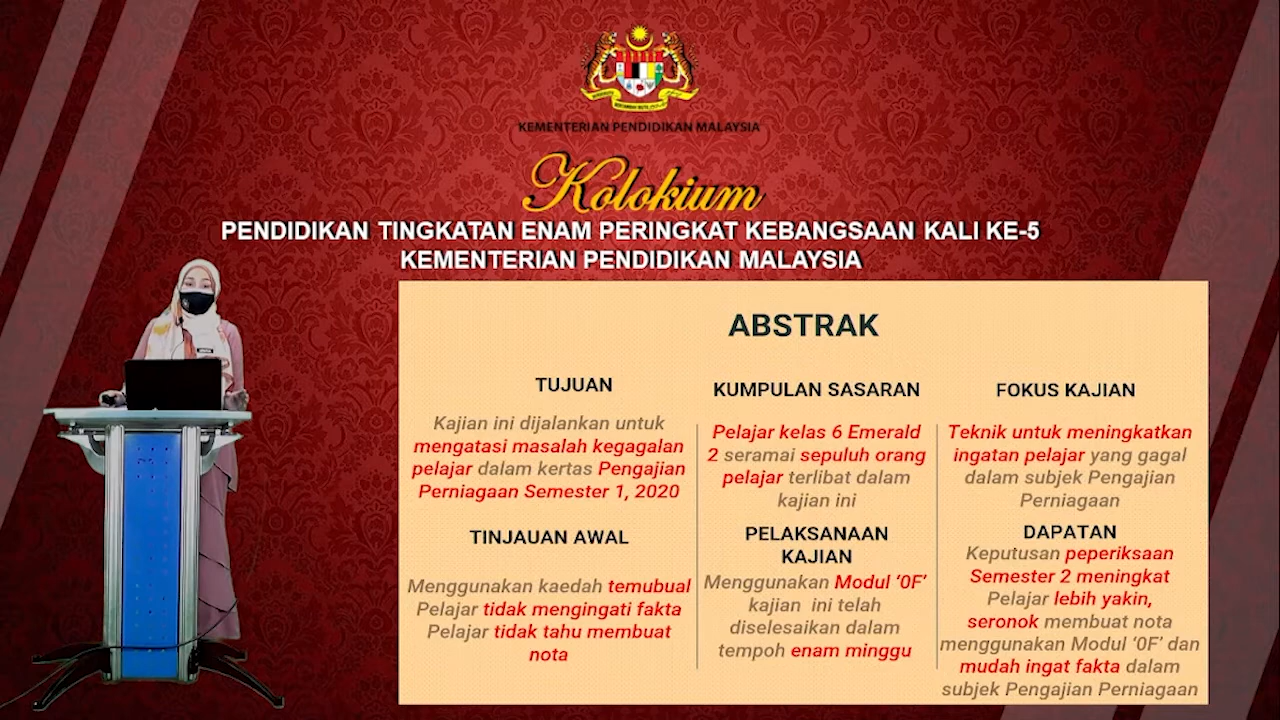 KEMENTERIAN PENDIDIKAN MALAYSIA
Kolokium
PENDIDIKAN TINGKATAN ENAM PERINGKAT KEBANGSAAN KALI KE-5
KEMENTERIAN PENDIDIKAN MALAYSIA
ABSTRAK
TUJUAN
Kajian ini dijalankan untuk
mengatasi masalah kegagalan
pelajar dalam kertas Pengajian
Perniagaan Semester 1, 2020
KUMPULAN SASARAN
Pelajar kelas 6 Emerald
2 seramai sepuluh orang
pelajar terlibat dalam
kajian ini
FOKUS KAJIAN
Teknik untuk meningkatkan
ingatan pelajar yang gagal
dalam subjek Pengajian
Perniagaan
TINJAUAN AWAL
Menggunakan kaedah temubual
Pelajar tidak mengingati fakta
Pelajar tidak tahu membuat
nota
PELAKSANAAN
KAJIAN
Menggunakan Modul ‘0F’
kajian ini telah
diselesaikan dalam
tempoh enam minggu
DAPATAN
Keputusan peperiksaan
Semester 2 meningkat
Pelajar lebih yakin,
seronok membuat nota
menggunakan Modul ‘0F’ dan
mudah ingat fakta dalam
subjek Pengajian Perniagaan